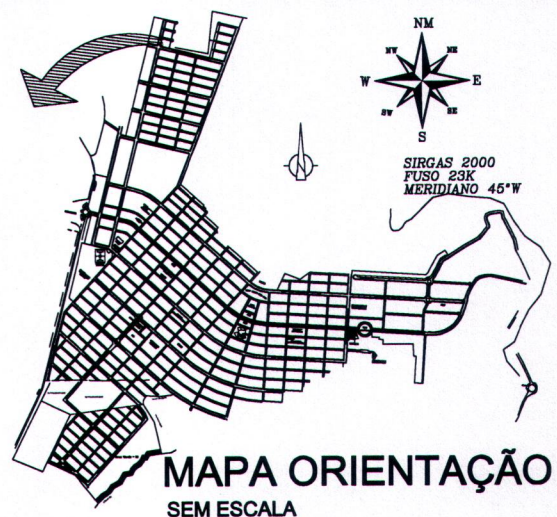 NM
NW NE
W E
SW SE
S
SIRGAS 2000
FUSO 23K
MERIDIANO 45°W
MAPA ORIENTAÇÃO
SEM ESCALA